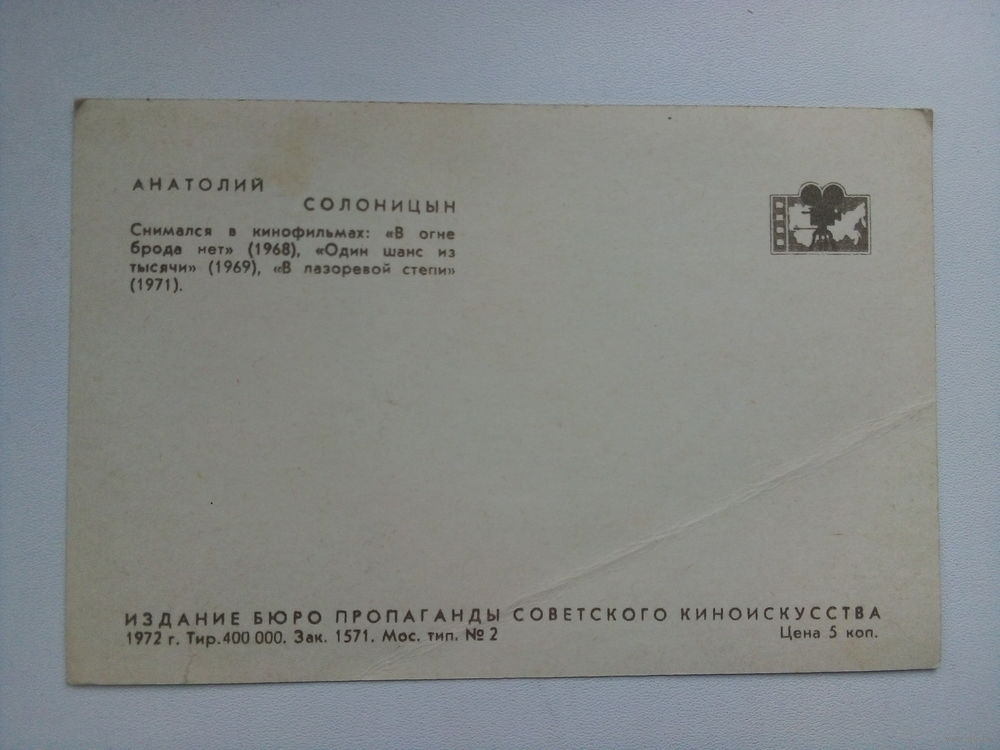 АНАТОЛИЙ
СОЛОНИЦЫН
Снимался в кинофильмах: «В огне
брода нет» (1968), «Один шанс из
тысячи» (1969), «В лазоревой степи»
(1971).
ИЗДАНИЕ БЮРО ПРОПАГАНДЫ СОВЕТСКОГО КИНОИСКУССТВА
1972 г. Тир. 400 000. Зак. 1571. Мос. тип. № 2
Цена 5 коп.